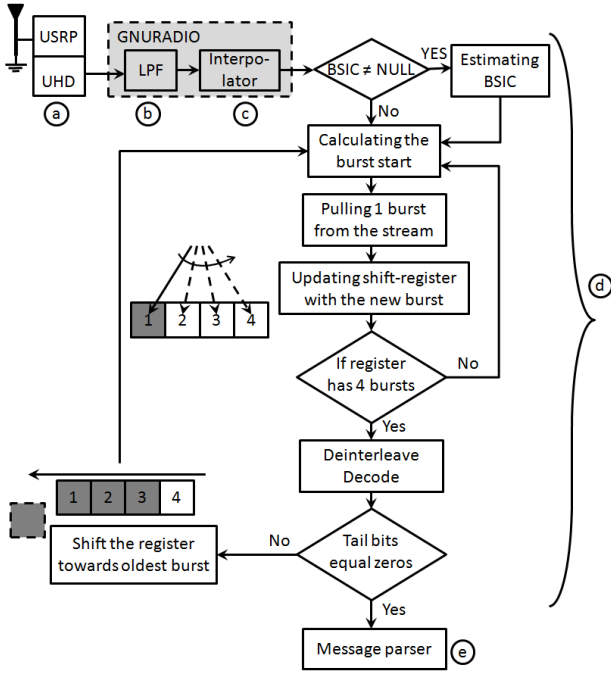 USRP
UHD
a
GNURADIO
LPF
Interpo-
lator
b
c
BSIC ≠ NULL
YES
No
Estimating
BSIC
Calculating the
burst start
Pulling 1 burst
from the stream
Updating shift-register
with the new burst
1 2 3 4
If register
has 4 bursts
No
Yes
d
Deinterleave
Decode
1 2 3 4
Shift the register
towards oldest burst
No
Tail bits
equal zeros
Yes
Message parser
e